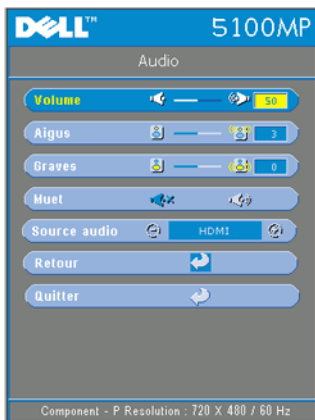 DELL™ 5100MP
Audio
Volume 50
Aigus 3
Graves 0
Muet
Source audio HDMI
Retour
Quitter
Component - P Resolution : 720 X 480 / 60 Hz